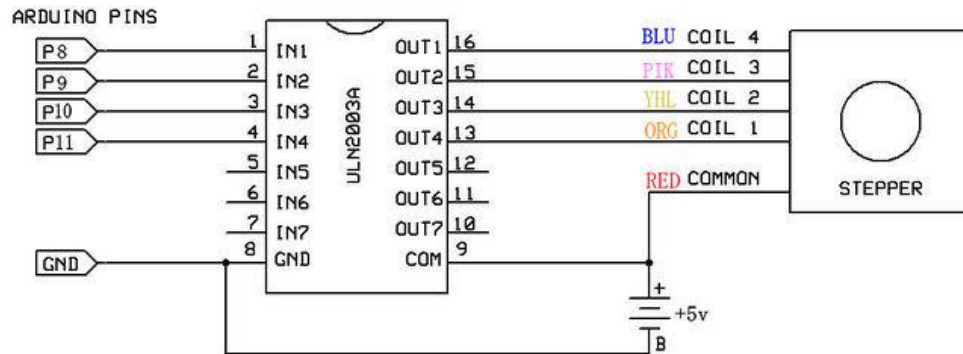 ARDUINO PINS
P8 1 IN1 OUT1 16 BLU COIL 4
P9 2 IN2 OUT2 15 PIK COIL 3
P10 3 IN3 OUT3 14 YHL COIL 2
P11 4 IN4 OUT4 13 ORG COIL 1
5 IN5 OUT5 12
6 IN6 OUT6 11
7 IN7 OUT7 10
GND 8 GND COM 9
ULN2003A
RED COMMON
STEPPER
+
+5v
B